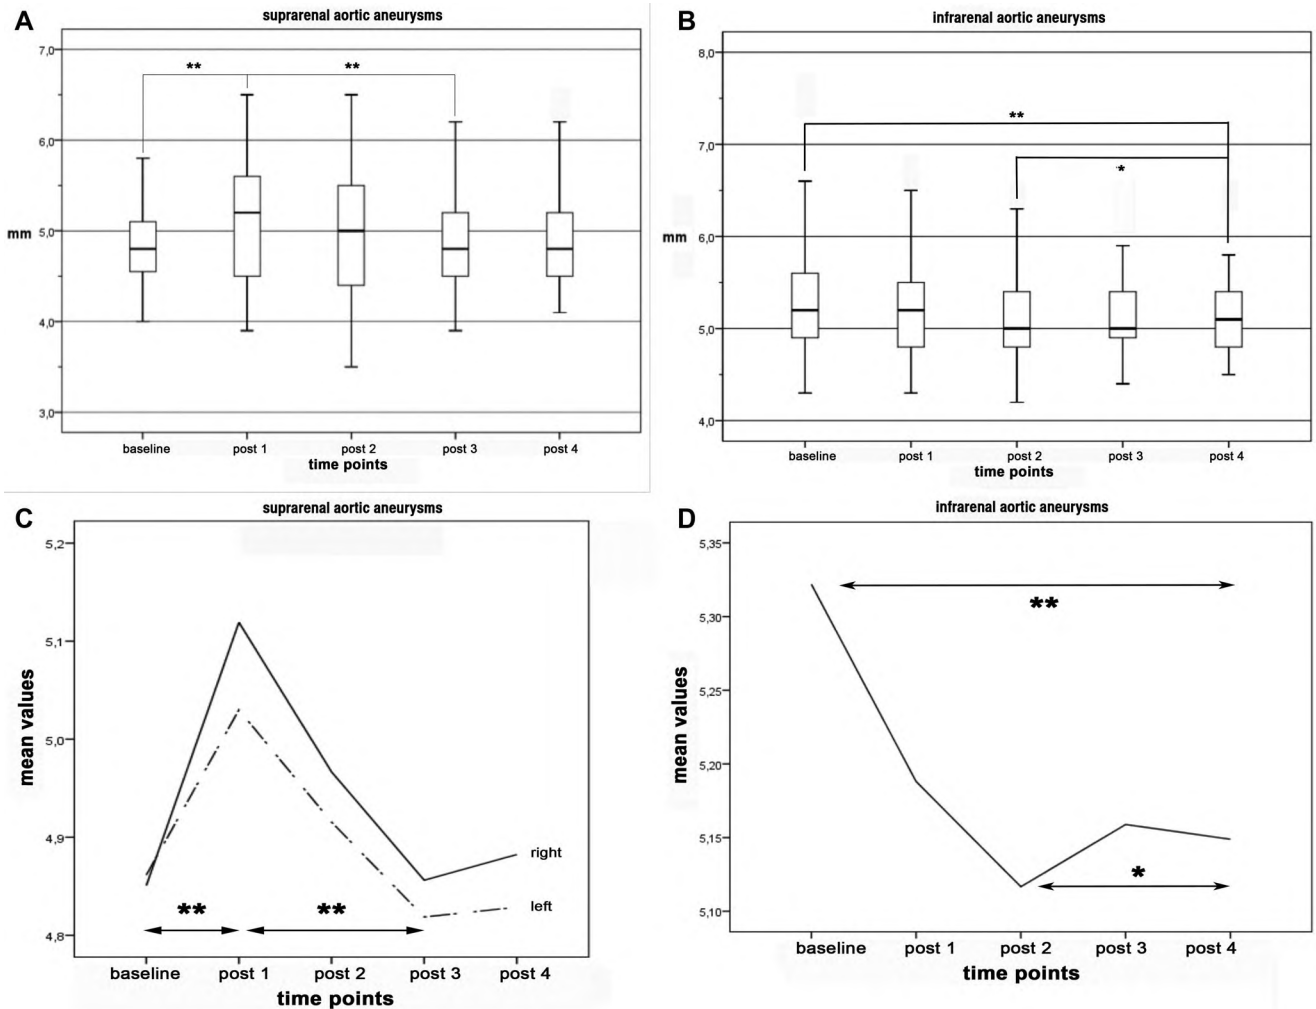 A
suprarenal aortic aneurysms
7,0
6,0
5,0
4,0
3,0
mm
**
**
baseline post 1 post 2 post 3 post 4
time points
B
infrarenal aortic aneurysms
8,0
7,0
6,0
5,0
4,0
mm
**
*
baseline post 1 post 2 post 3 post 4
time points
C
suprarenal aortic aneurysms
5,2
5,1
5,0
4,9
4,8
mean values
right
left
**
**
baseline post 1 post 2 post 3 post 4
time points
D
infrarenal aortic aneurysms
5,35
5,30
5,25
5,20
5,15
5,10
mean values
**
*
baseline post 1 post 2 post 3 post 4
time points